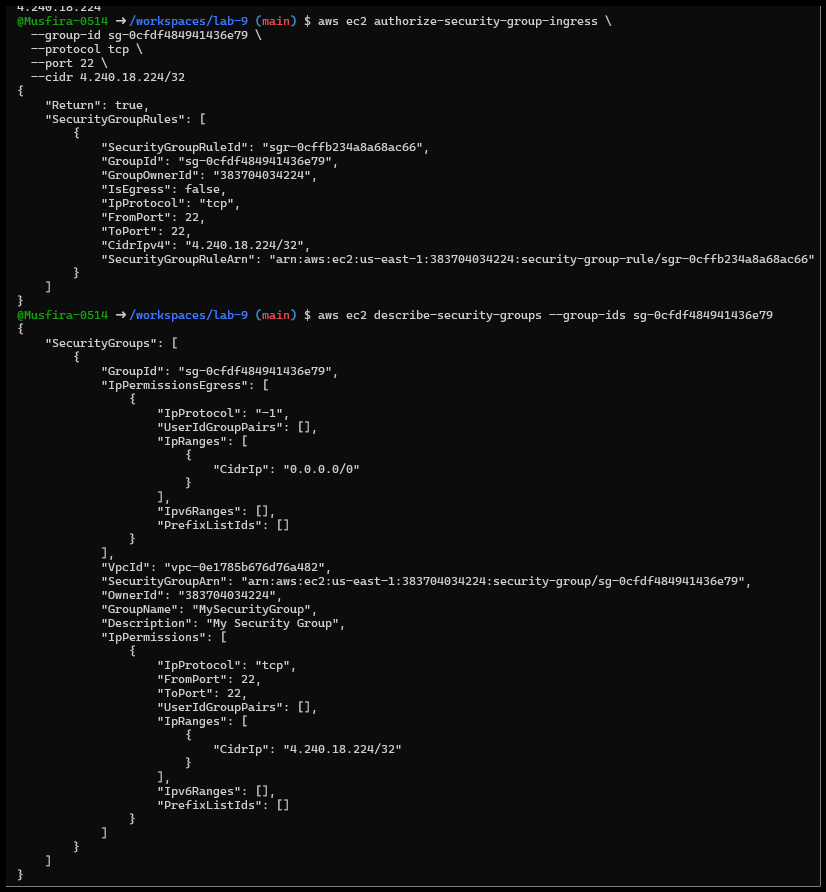 4.240.18.224
@Musfira-0514 ➜/workspaces/lab-9 (main) $ aws ec2 authorize-security-group-ingress \
  --group-id sg-0cfdf484941436e79 \
  --protocol tcp \
  --port 22 \
  --cidr 4.240.18.224/32
{
    "Return": true,
    "SecurityGroupRules": [
        {
            "SecurityGroupRuleId": "sgr-0cffb234a8a68ac66",
            "GroupId": "sg-0cfdf484941436e79",
            "GroupOwnerId": "383704034224",
            "IsEgress": false,
            "IpProtocol": "tcp",
            "FromPort": 22,
            "ToPort": 22,
            "CidrIpv4": "4.240.18.224/32",
            "SecurityGroupRuleArn": "arn:aws:ec2:us-east-1:383704034224:security-group-rule/sgr-0cffb234a8a68ac66"
        }
    ]
}
@Musfira-0514 ➜/workspaces/lab-9 (main) $ aws ec2 describe-security-groups --group-ids sg-0cfdf484941436e79
{
    "SecurityGroups": [
        {
            "GroupId": "sg-0cfdf484941436e79",
            "IpPermissionsEgress": [
                {
                    "IpProtocol": "-1",
                    "UserIdGroupPairs": [],
                    "IpRanges": [
                        {
                            "CidrIp": "0.0.0.0/0"
                        }
                    ],
                    "Ipv6Ranges": [],
                    "PrefixListIds": []
                }
            ],
            "VpcId": "vpc-0e1785b676d76a482",
            "SecurityGroupArn": "arn:aws:ec2:us-east-1:383704034224:security-group/sg-0cfdf484941436e79",
            "OwnerId": "383704034224",
            "GroupName": "MySecurityGroup",
            "Description": "My Security Group",
            "IpPermissions": [
                {
                    "IpProtocol": "tcp",
                    "FromPort": 22,
                    "ToPort": 22,
                    "UserIdGroupPairs": [],
                    "IpRanges": [
                        {
                            "CidrIp": "4.240.18.224/32"
                        }
                    ],
                    "Ipv6Ranges": [],
                    "PrefixListIds": []
                }
            ]
        }
    ]
}